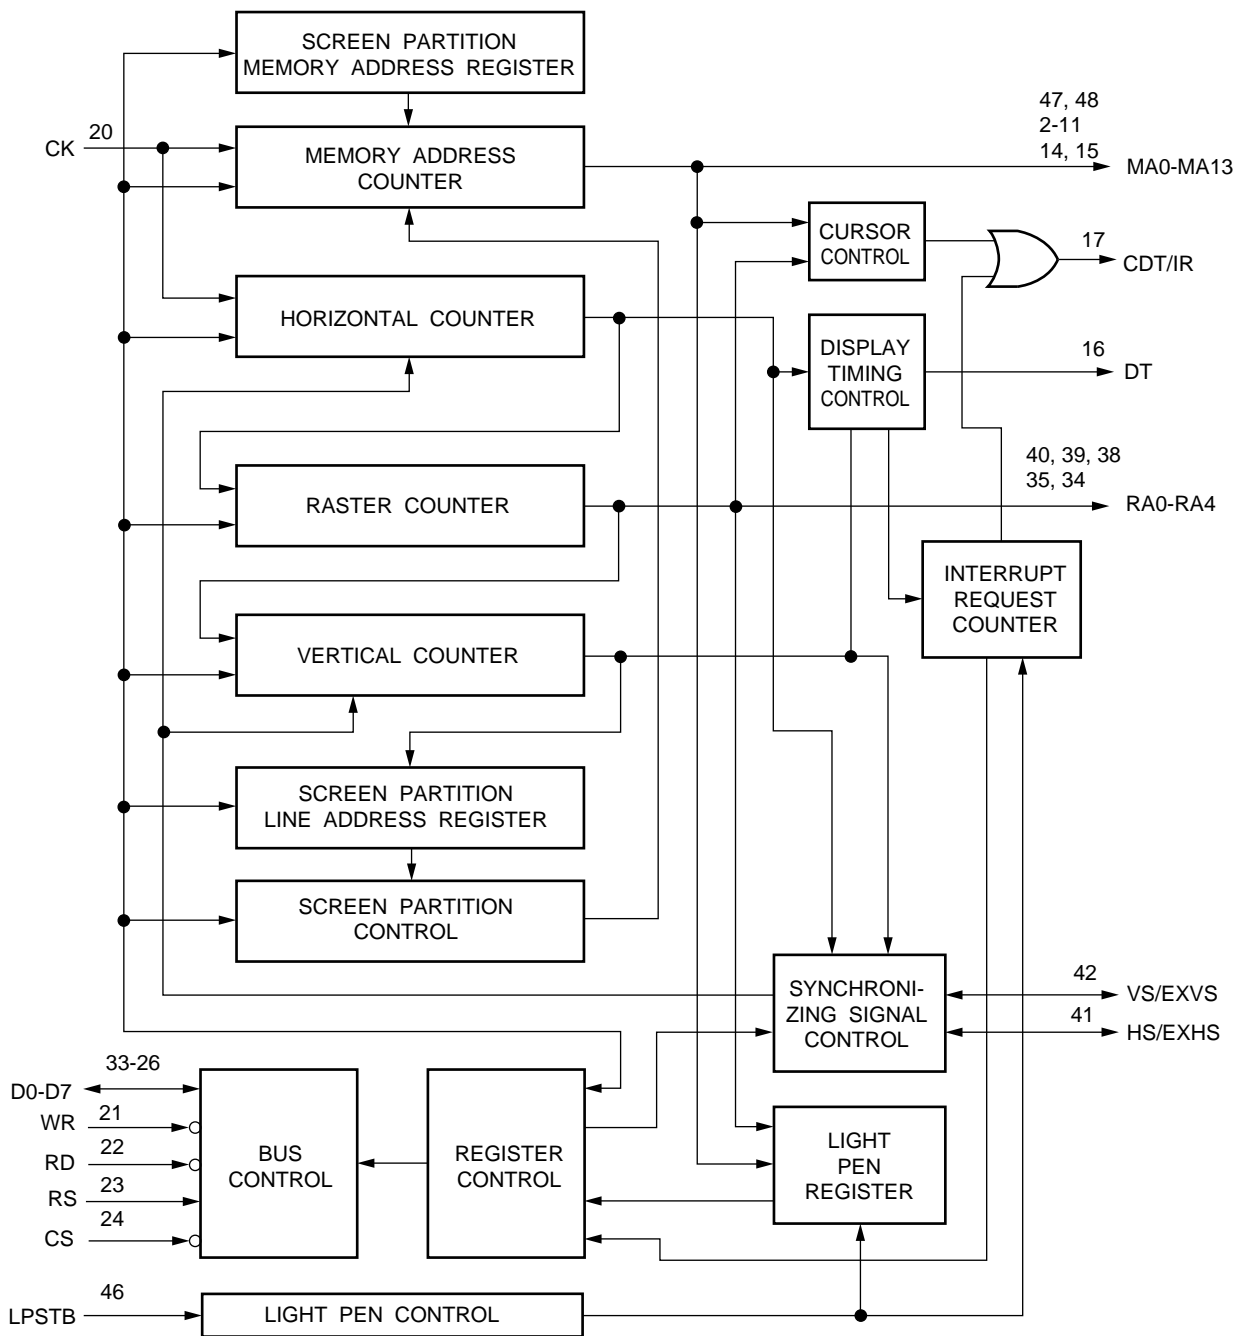 SCREEN PARTITION
MEMORY ADDRESS REGISTER
47, 48
2-11
14, 15
MA0-MA13
CK
20
MEMORY ADDRESS
COUNTER
CURSOR
CONTROL
17
CDT/IR
HORIZONTAL COUNTER
DISPLAY
TIMING
CONTROL
16
DT
40, 39, 38
35, 34
RA0-RA4
RASTER COUNTER
INTERRUPT
REQUEST
COUNTER
VERTICAL COUNTER
SCREEN PARTITION
LINE ADDRESS REGISTER
SCREEN PARTITION
CONTROL
SYNCHRONI-
ZING SIGNAL
CONTROL
42
VS/EXVS
41
HS/EXHS
D0-D7
33-26
WR
21
RD
22
RS
23
CS
24
BUS
CONTROL
REGISTER
CONTROL
LIGHT
PEN
REGISTER
LPSTB
46
LIGHT PEN CONTROL